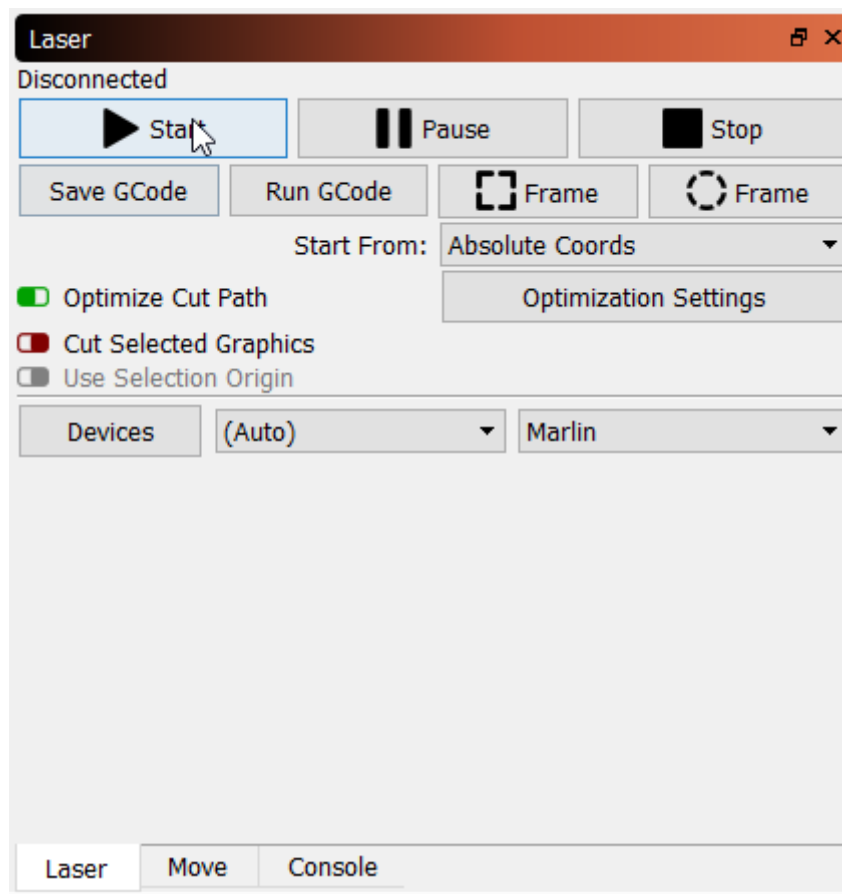 Laser
Disconnected
Start Pause Stop
Save GCode Run GCode Frame Frame
Start From: Absolute Coords
Optimize Cut Path Optimization Settings
Cut Selected Graphics
Use Selection Origin
Devices (Auto) Marlin
Laser Move Console